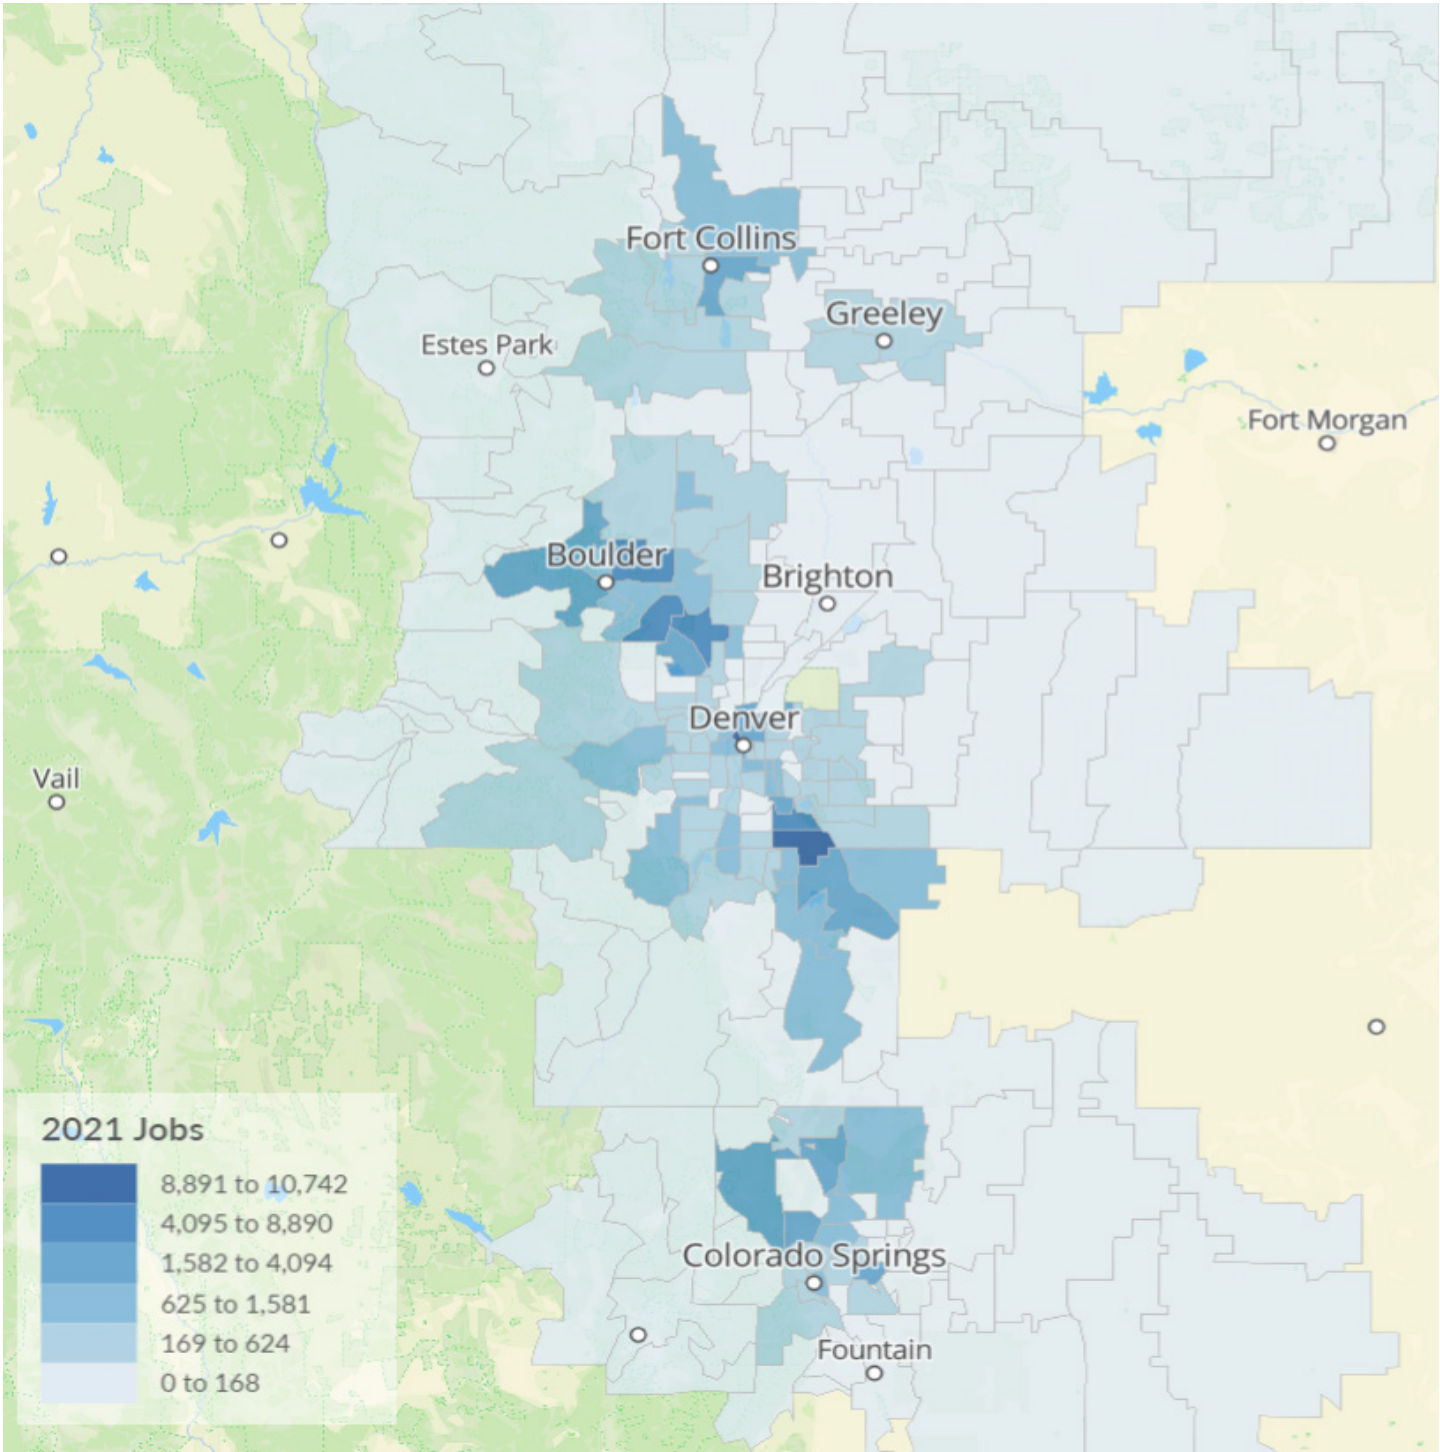 Fort Collins
Greeley
Estes Park
Fort Morgan
Boulder
Brighton
Denver
Vail
2021 Jobs
8,891 to 10,742
4,095 to 8,890
1,582 to 4,094
625 to 1,581
169 to 624
0 to 168
Colorado Springs
Fountain